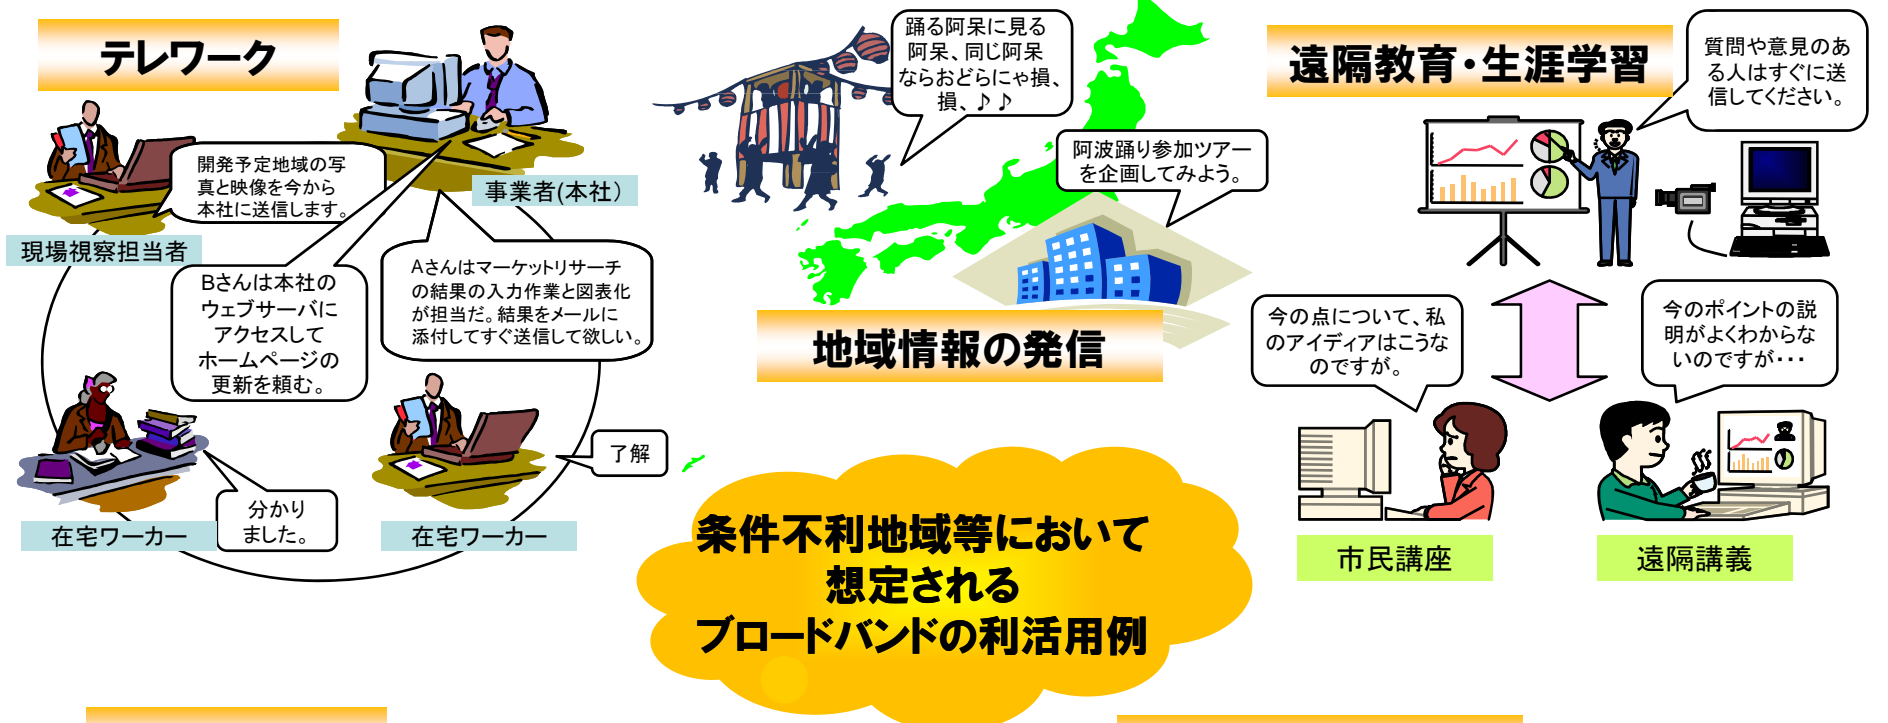 テレワーク
開発予定地域の写
真と映像を今から
本社に送信します。
現場視察担当者
事業者(本社）
Bさんは本社の
ウェブサーバに
アクセスして
ホームページの
更新を頼む。
Aさんはマーケットリサーチ
の結果の入力作業と図表化
が担当だ。結果をメールに
添付してすぐ送信して欲しい。
分かり
ました。
在宅ワーカー
了解
在宅ワーカー
踊る阿呆に見る
阿呆、同じ阿呆
ならおどらにゃ損、
損、♪♪
阿波踊り参加ツアー
を企画してみよう。
地域情報の発信
遠隔教育・生涯学習
質問や意見のあ
る人はすぐに送
信してください。
今の点について、私
のアイディアはこうな
のですが。
今のポイントの説
明がよくわからな
いのですが・・・
市民講座
遠隔講義
条件不利地域等において
想定される
ブロードバンドの利活用例